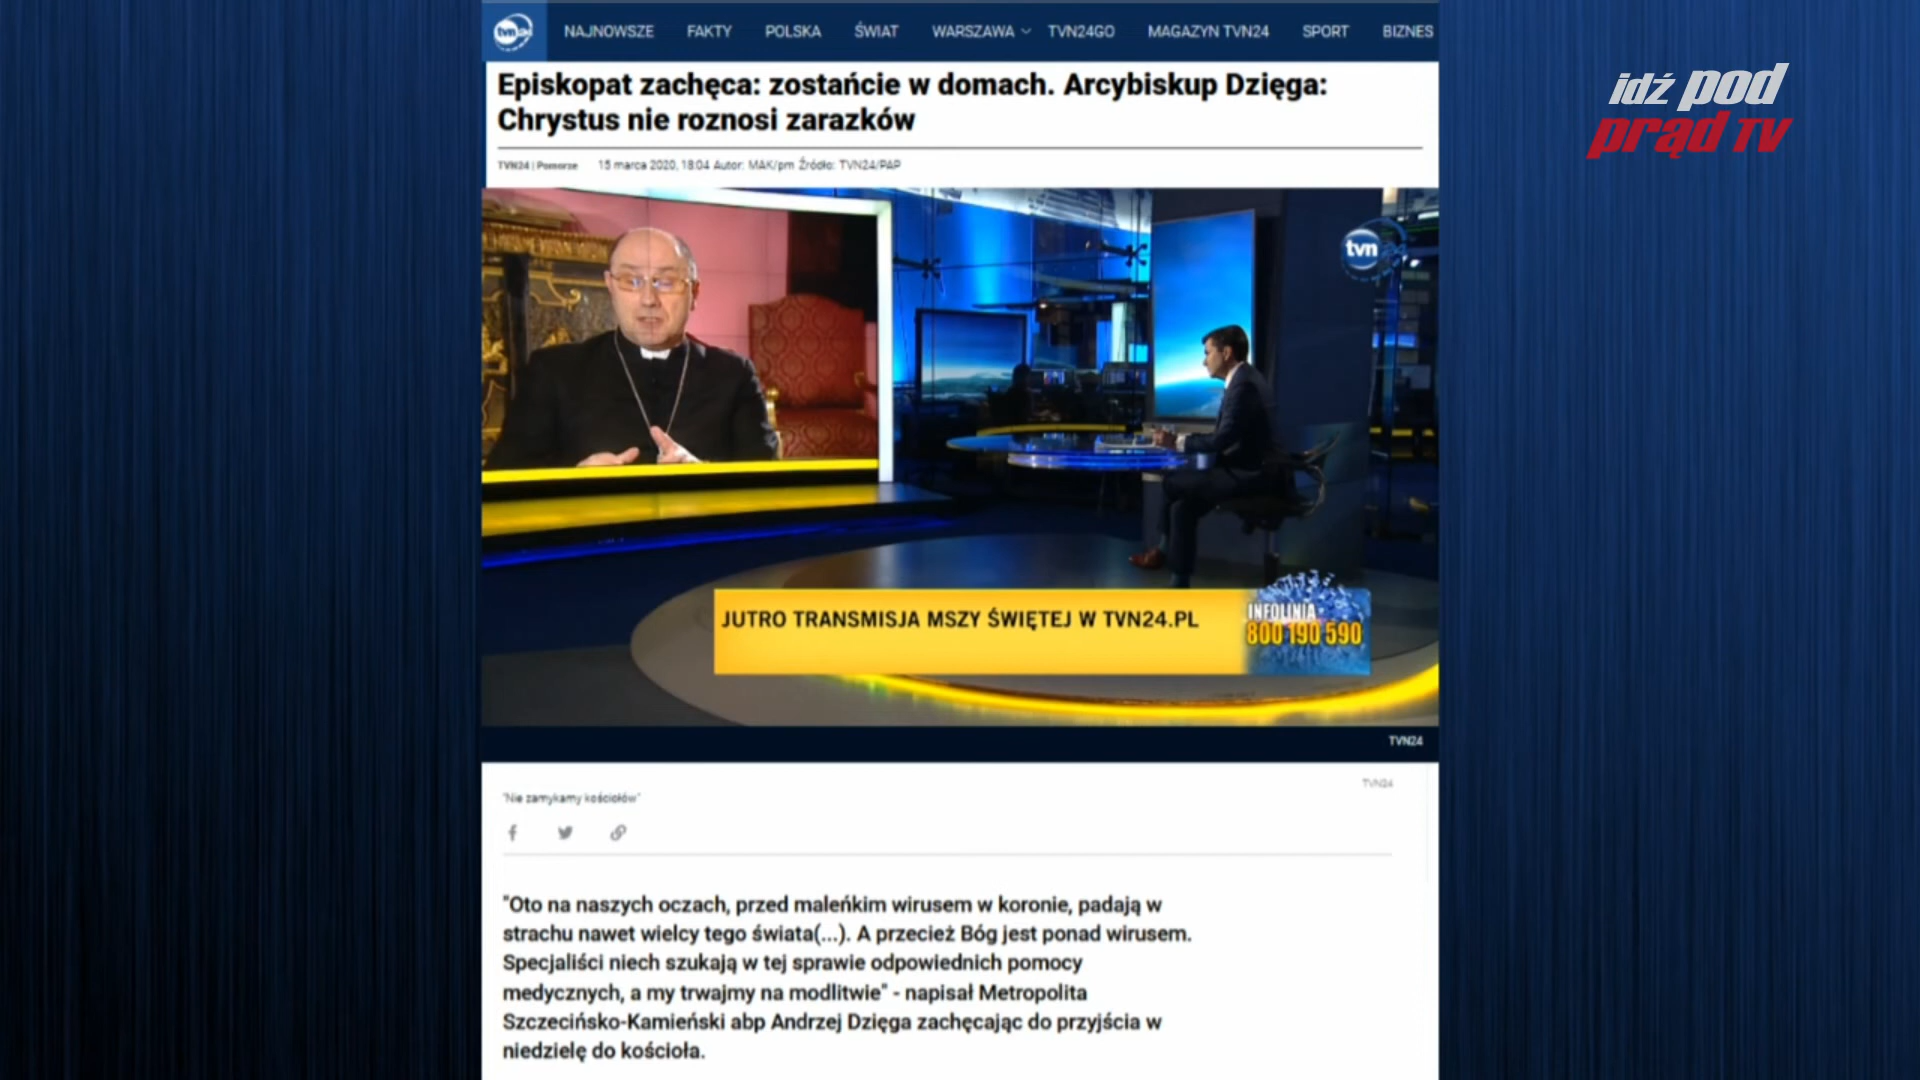 tvn24
NAJNOWSZE FAKTY POLSKA ŚWIAT WARSZAWA TVN24GO MAGAZYN TVN24 SPORT BIZNES
idź pod
prąd TV
Episkopat zachęca: zostańcie w domach. Arcybiskup Dzięga:
Chrystus nie roznosi zarazków
TVN24 | Pomorze 15 marca 2020, 18:04 Autor: MAK/pm Źródło: TVN24/PAP
tvn24
JUTRO TRANSMISJA MSZY ŚWIĘTEJ W TVN24.PL
INFOLINIA
800 190 590
TVN24
TVN24
"Nie zamykamy kościołów"
"Oto na naszych oczach, przed maleńkim wirusem w koronie, padają w
strachu nawet wielcy tego świata(...). A przecież Bóg jest ponad wirusem.
Specjaliści niech szukają w tej sprawie odpowiednich pomocy
medycznych, a my trwajmy na modlitwie" - napisał Metropolita
Szczecińsko-Kamieński abp Andrzej Dzięga zachęcając do przyjścia w
niedzielę do kościoła.